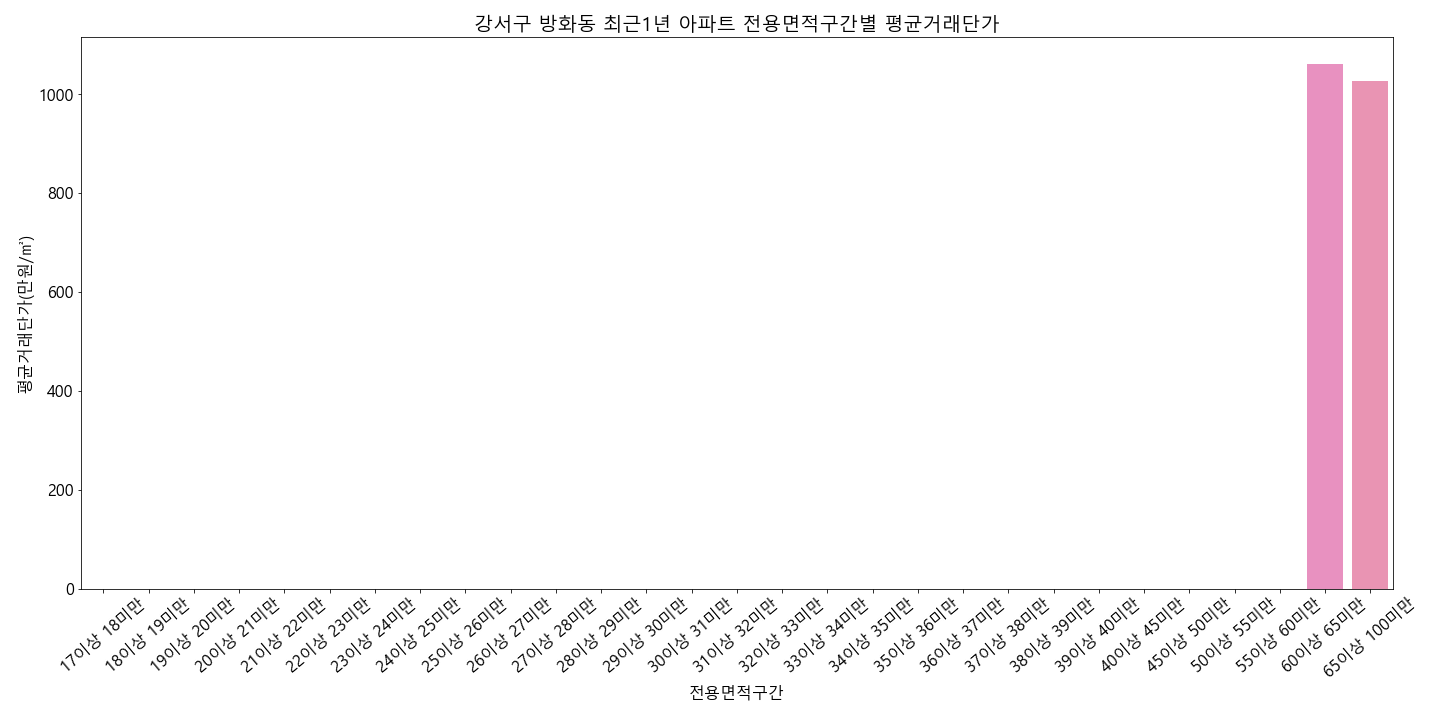 강서구 방화동 최근1년 아파트 전용면적구간별 평균거래단가
평균거래단가(만원/㎡)
1000
800
600
400
200
0
17이상 18미만
18이상 19미만
19이상 20미만
20이상 21미만
21이상 22미만
22이상 23미만
23이상 24미만
24이상 25미만
25이상 26미만
26이상 27미만
27이상 28미만
28이상 29미만
29이상 30미만
30이상 31미만
31이상 32미만
32이상 33미만
33이상 34미만
34이상 35미만
35이상 36미만
36이상 37미만
37이상 38미만
38이상 39미만
39이상 40미만
40이상 45미만
45이상 50미만
50이상 55미만
55이상 60미만
60이상 65미만
65이상 100미만
전용면적구간